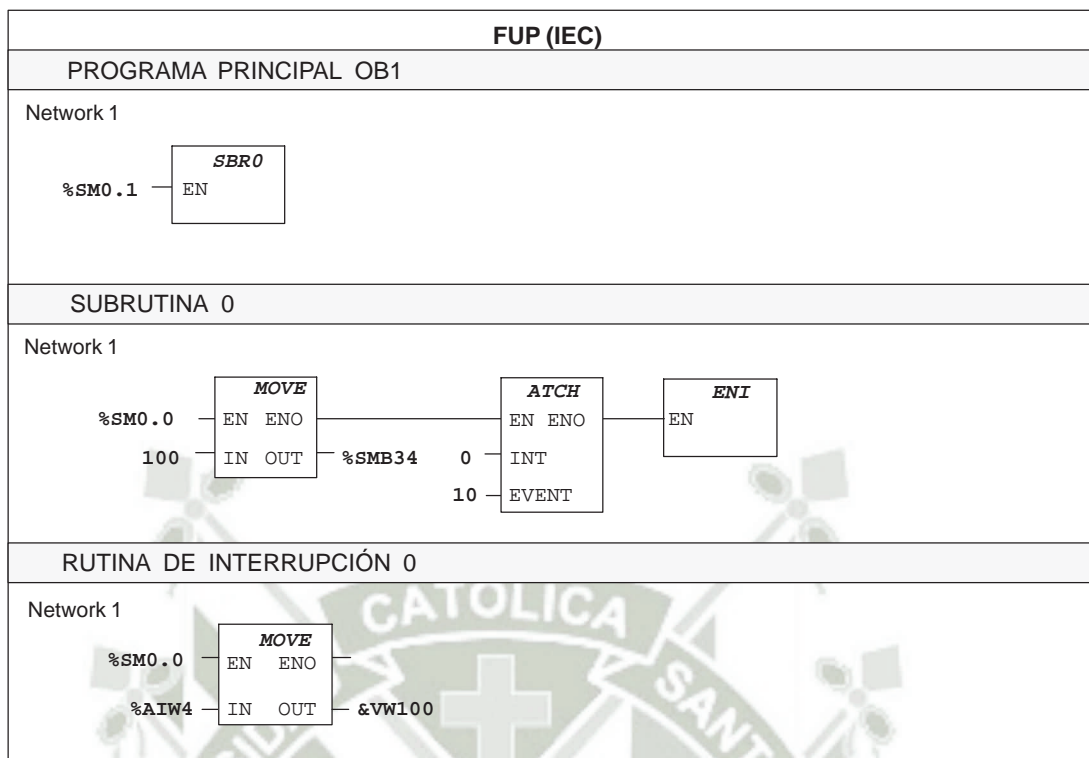 FUP (IEC)
PROGRAMA PRINCIPAL OB1
Network 1
SBR0
%SM0.1 EN
SUBRUTINA 0
Network 1
MOVE ATCH ENI
%SM0.0 EN ENO EN ENO EN
100 IN OUT %SMB34 0 INT
10 EVENT
RUTINA DE INTERRUPCIÓN 0
Network 1
CATOLICA
MOVE
%SM0.0 EN ENO
%AIW4 IN OUT &VW100